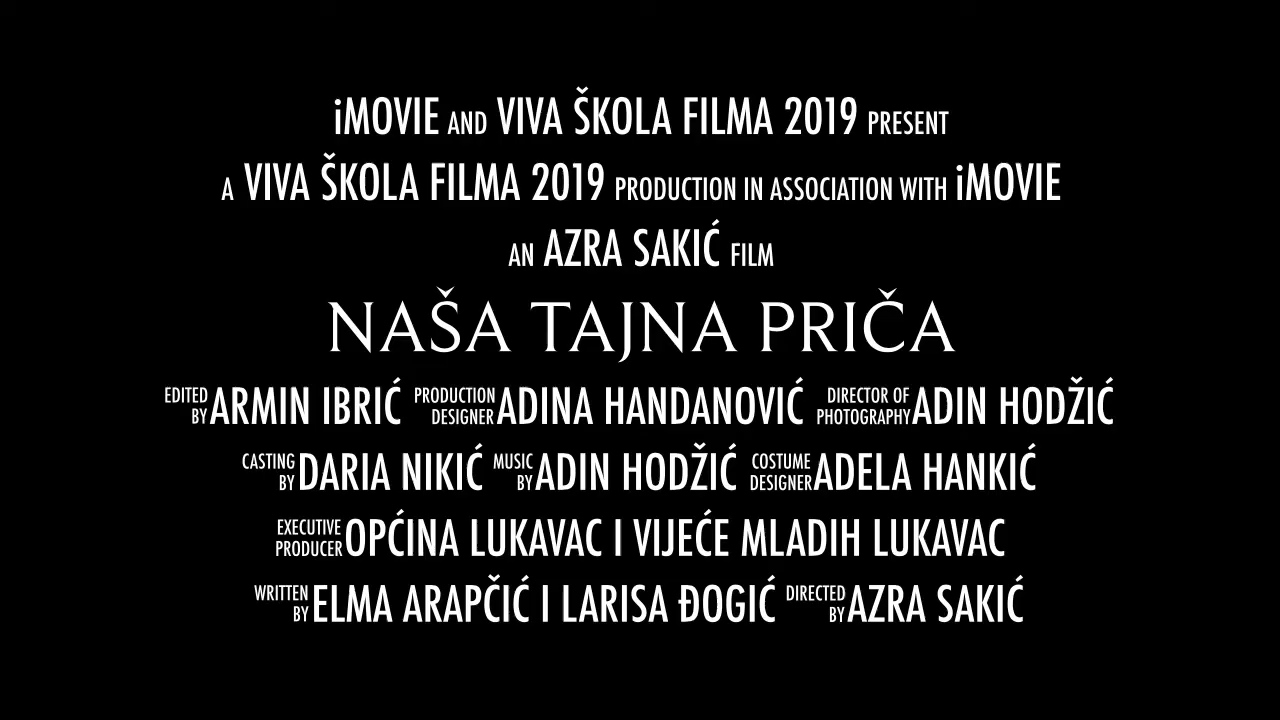 iMOVIE AND VIVA ŠKOLA FILMA 2019 PRESENT
A VIVA ŠKOLA FILMA 2019 PRODUCTION IN ASSOCIATION WITH iMOVIE
AN AZRA SAKIĆ FILM
NAŠA TAJNA PRIČA
EDITED BY ARMIN IBRIĆ PRODUCTION DESIGNER ADINA HANDANOVIĆ DIRECTOR OF PHOTOGRAPHY ADIN HODŽIĆ
CASTING BY DARIA NIKIĆ MUSIC BY ADIN HODŽIĆ COSTUME DESIGNER ADELA HANKIĆ
EXECUTIVE PRODUCER OPĆINA LUKAVAC I VIJEĆE MLADIH LUKAVAC
WRITTEN BY ELMA ARAPČIĆ I LARISA ĐOGIĆ DIRECTED BY AZRA SAKIĆ